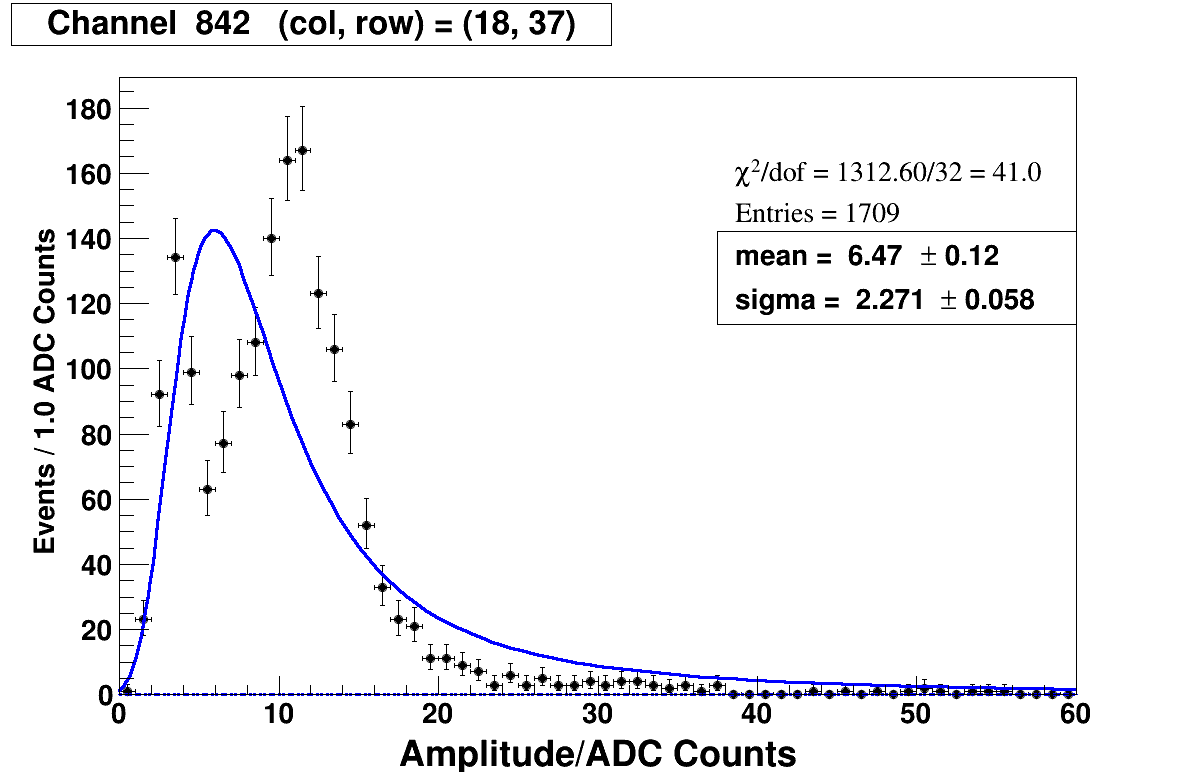 Channel 842 (col, row) = (18, 37)
180
160
140
120
100
80
60
40
20
0
Events / 1.0 ADC Counts
χ²/dof = 1312.60/32 = 41.0
Entries = 1709
mean = 6.47 ± 0.12
sigma = 2.271 ± 0.058
0 10 20 30 40 50 60
Amplitude/ADC Counts